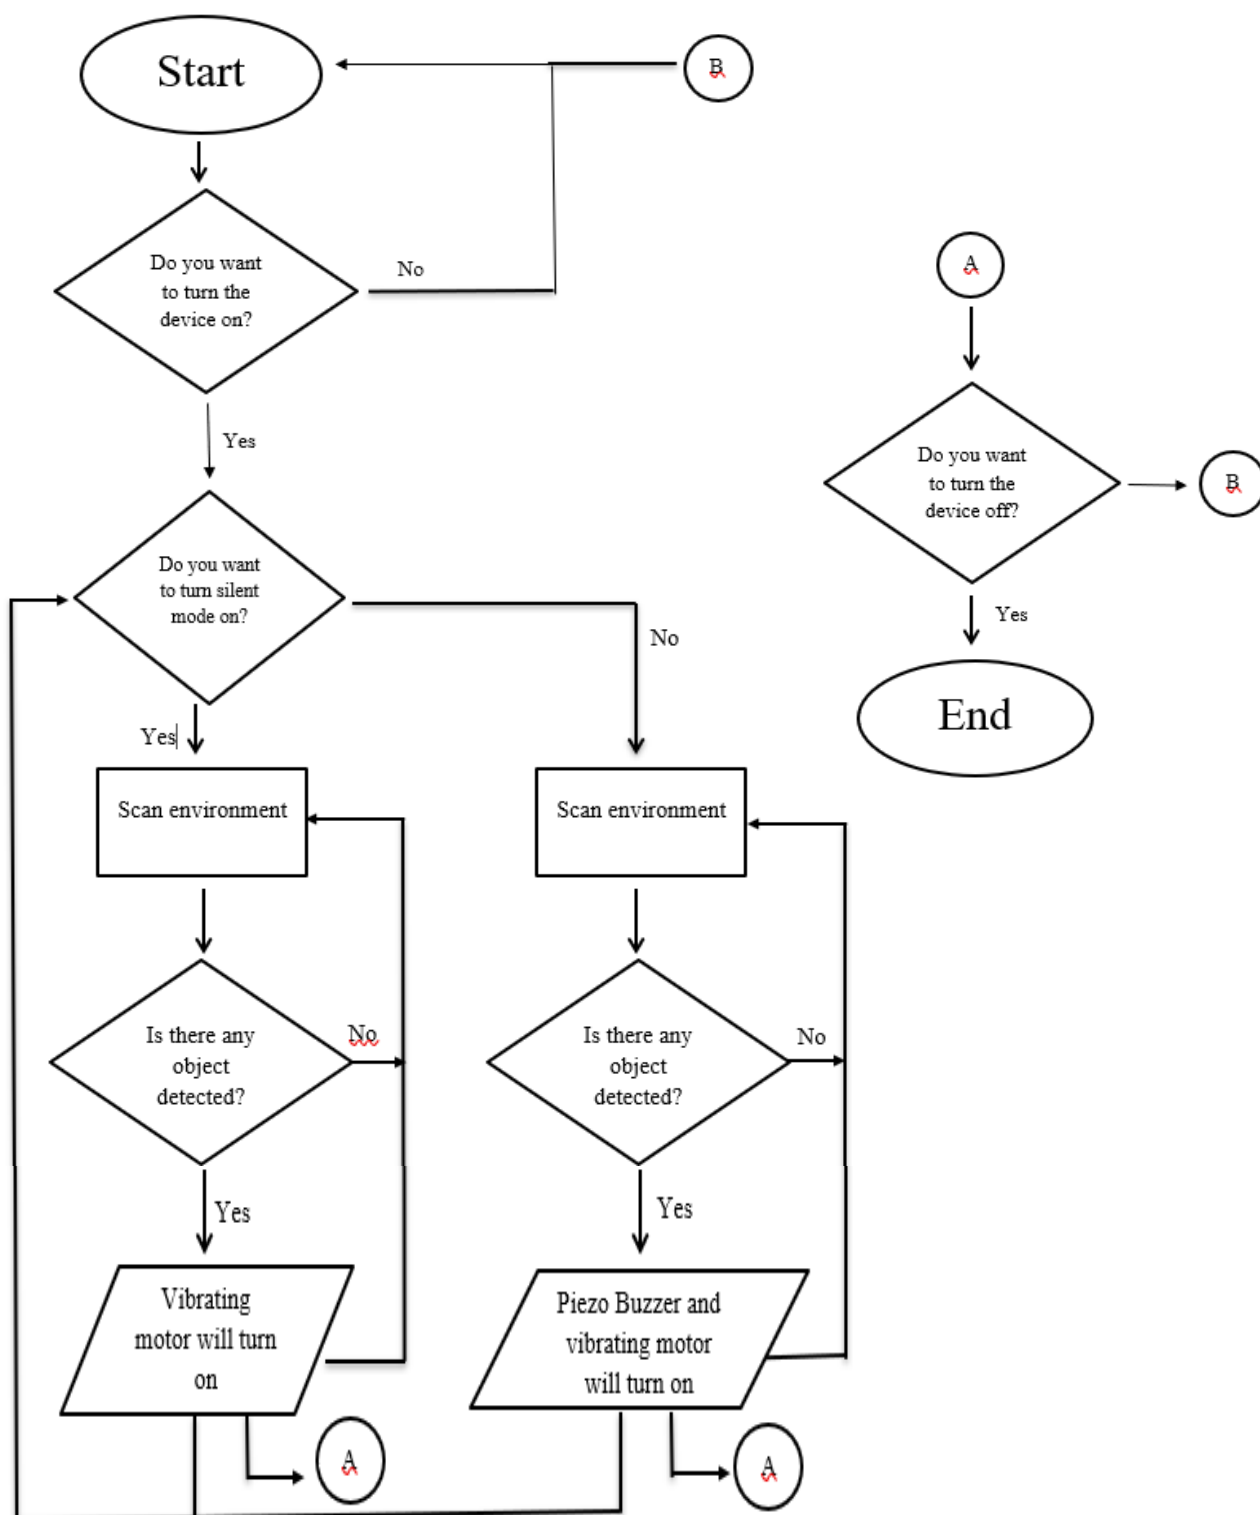 Start
B
Do you want
to turn the
device on?
No
Yes
A
Do you want
to turn the
device off?
B
Yes
End
Do you want
to turn silent
mode on?
No
Yes
Scan environment
Scan environment
Is there any
object
detected?
No
Is there any
object
detected?
No
Yes
Yes
Vibrating
motor will turn
on
Piezo Buzzer and
vibrating motor
will turn on
A
A